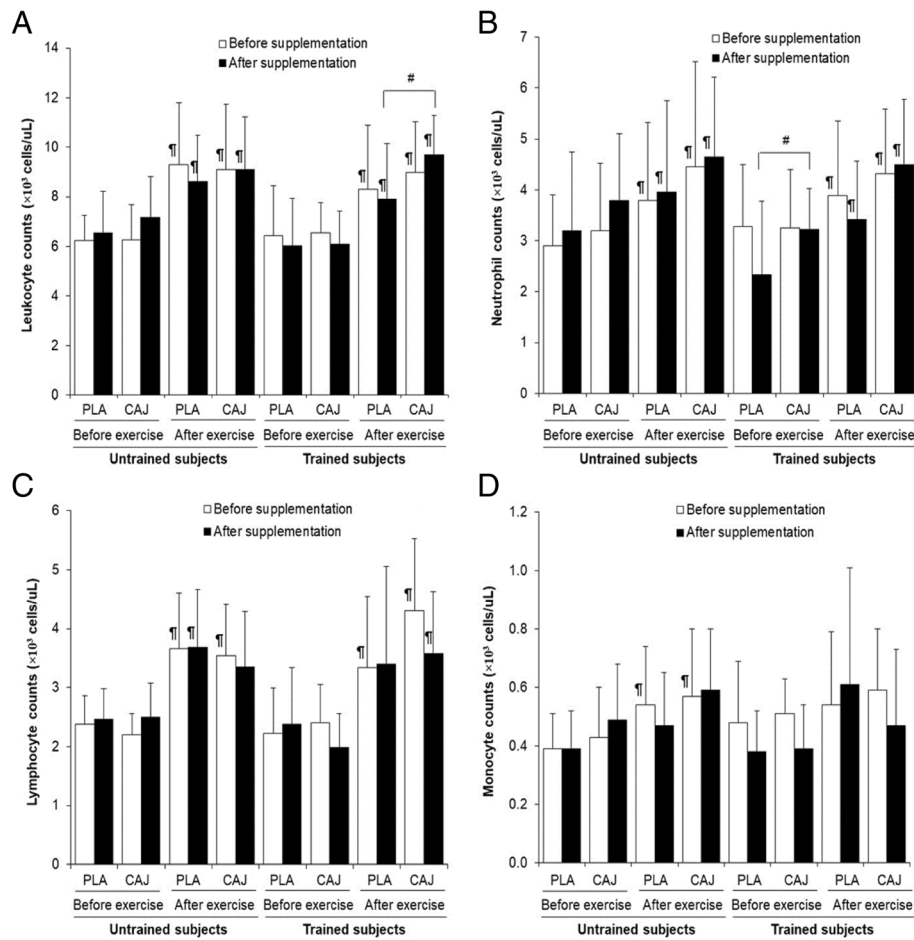 A
Before supplementation
After supplementation
Leukocyte counts (×10³ cells/uL)
14
12
10
8
6
4
2
0
#
¶ ¶ ¶ ¶ ¶ ¶ ¶ ¶
PLA CAJ PLA CAJ PLA CAJ PLA CAJ
Before exercise After exercise Before exercise After exercise
Untrained subjects Trained subjects
B
Before supplementation
After supplementation
Neutrophil counts (×10³ cells/uL)
7
6
5
4
3
2
1
0
#
¶ ¶ ¶ ¶ ¶ ¶ ¶ ¶
PLA CAJ PLA CAJ PLA CAJ PLA CAJ
Before exercise After exercise Before exercise After exercise
Untrained subjects Trained subjects
C
Before supplementation
After supplementation
Lymphocyte counts (×10³ cells/uL)
6
5
4
3
2
1
0
¶ ¶ ¶ ¶ ¶ ¶
PLA CAJ PLA CAJ PLA CAJ PLA CAJ
Before exercise After exercise Before exercise After exercise
Untrained subjects Trained subjects
D
Before supplementation
After supplementation
Monocyte counts (×10³ cells/uL)
1.2
1.0
0.8
0.6
0.4
0.2
0.0
¶ ¶
PLA CAJ PLA CAJ PLA CAJ PLA CAJ
Before exercise After exercise Before exercise After exercise
Untrained subjects Trained subjects